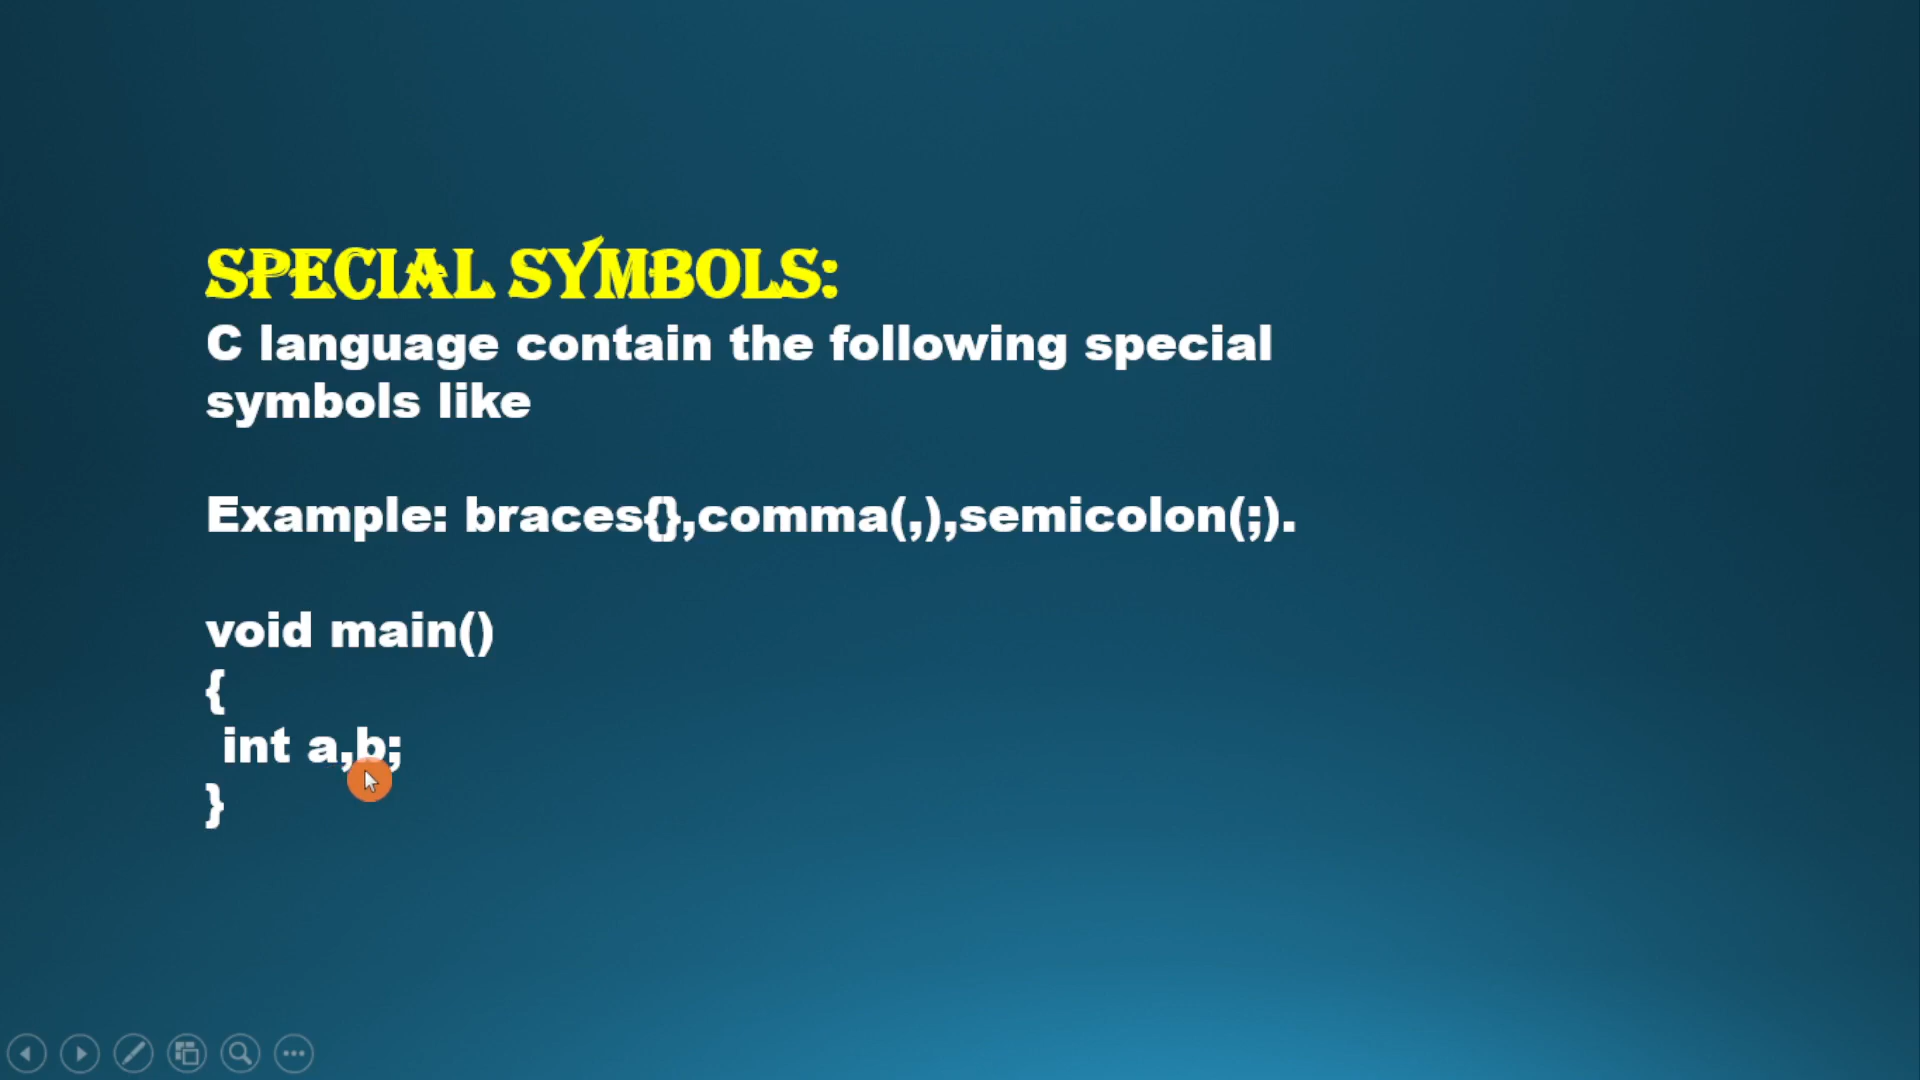 SPECIAL SYMBOLS:
C language contain the following special
symbols like
Example: braces{},comma(,),semicolon(;).
void main()
{
int a,b;
}